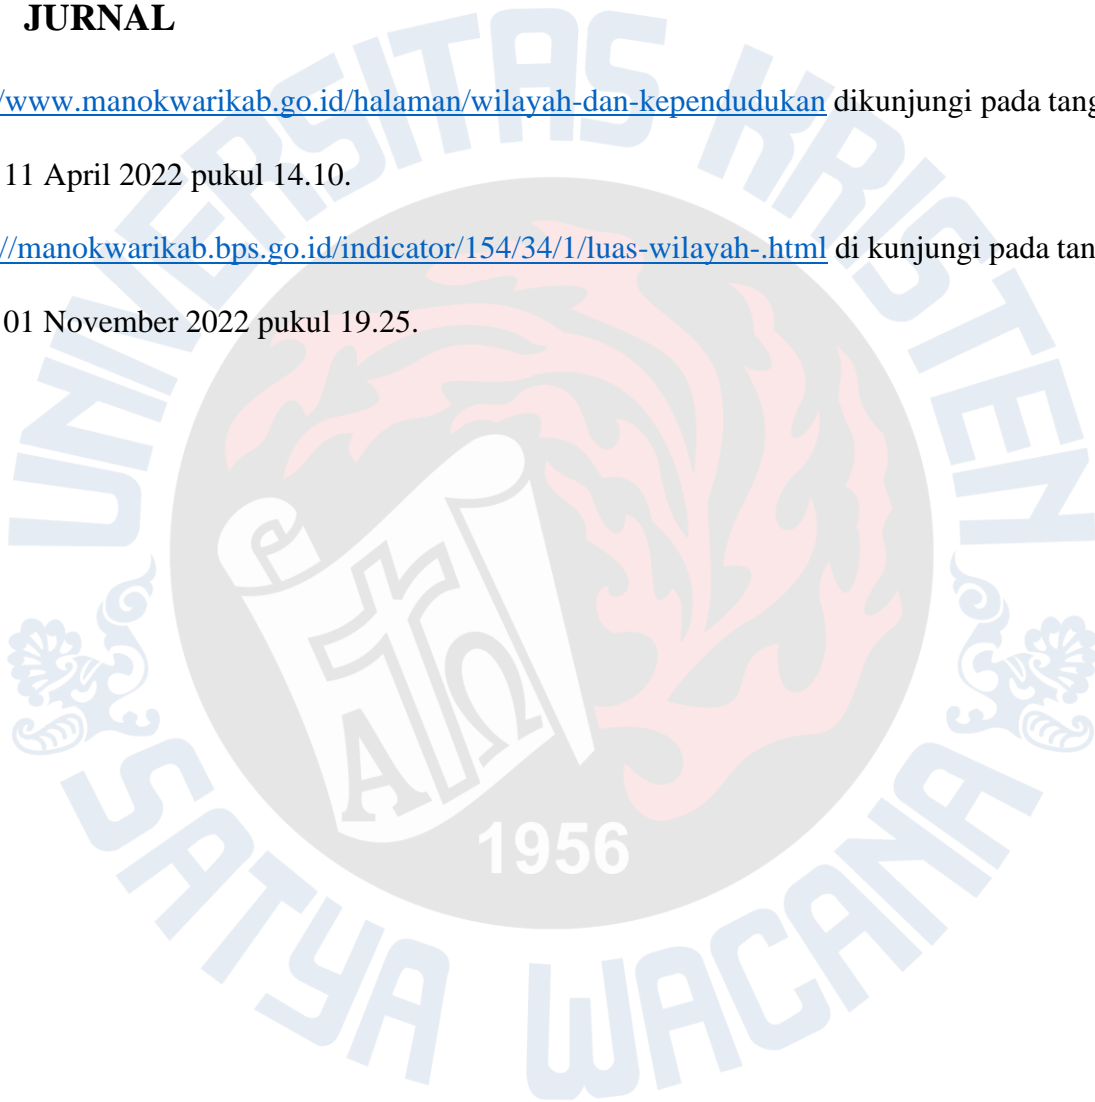 JURNAL
/www.manokwarikab.go.id/halaman/wilayah-dan-kependudukan dikunjungi pada tang
11 April 2022 pukul 14.10.
//manokwarikab.bps.go.id/indicator/154/34/1/luas-wilayah-.html di kunjungi pada tan
01 November 2022 pukul 19.25.
UNIVERSITAS KRISTEN
ΑΩ
1956
SATYA WACANA